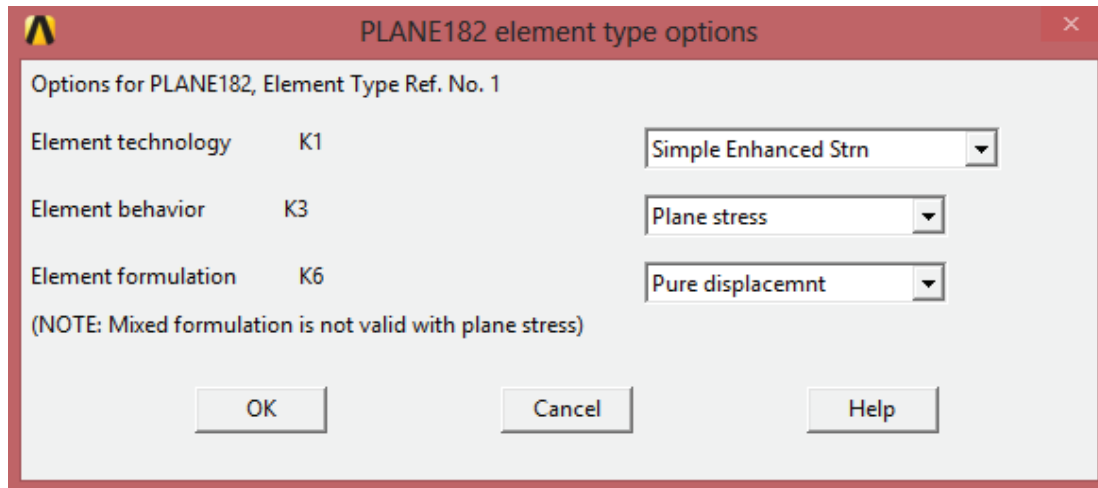 PLANE182 element type options
Options for PLANE182, Element Type Ref. No. 1
Element technology K1 Simple Enhanced Strn
Element behavior K3 Plane stress
Element formulation K6 Pure displacemnt
(NOTE: Mixed formulation is not valid with plane stress)
OK Cancel Help